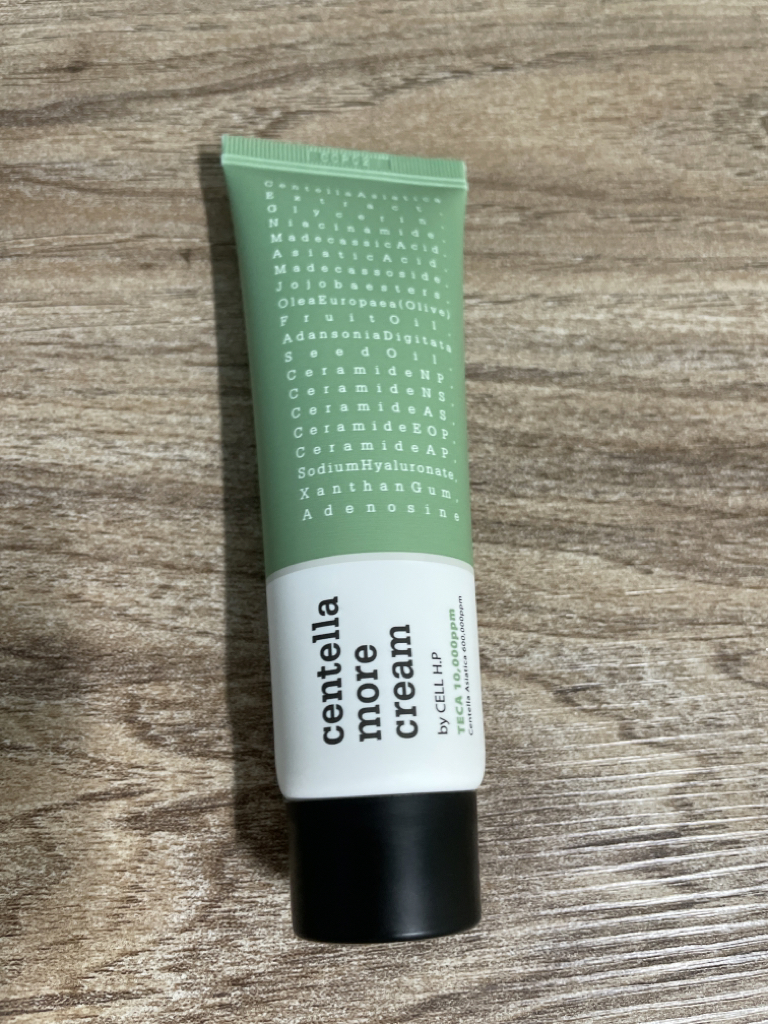 CentellaAsiatica
Extract,
Glycerin,
Niacinamide,
MadecassicAcid,
AsiaticAcid,
Madecassoside,
Jojobaesters,
OleaEuropaea(Olive)
FruitOil,
AdansoniaDigitata
SeedOil,
CeramideNP,
CeramideNS,
CeramideAS,
CeramideEOP,
CeramideAP,
SodiumHyaluronate,
XanthanGum,
Adenosine
centella
more
cream
by CELL H.P
TECA 10,000ppm
Centella Asiatica 600,000ppm